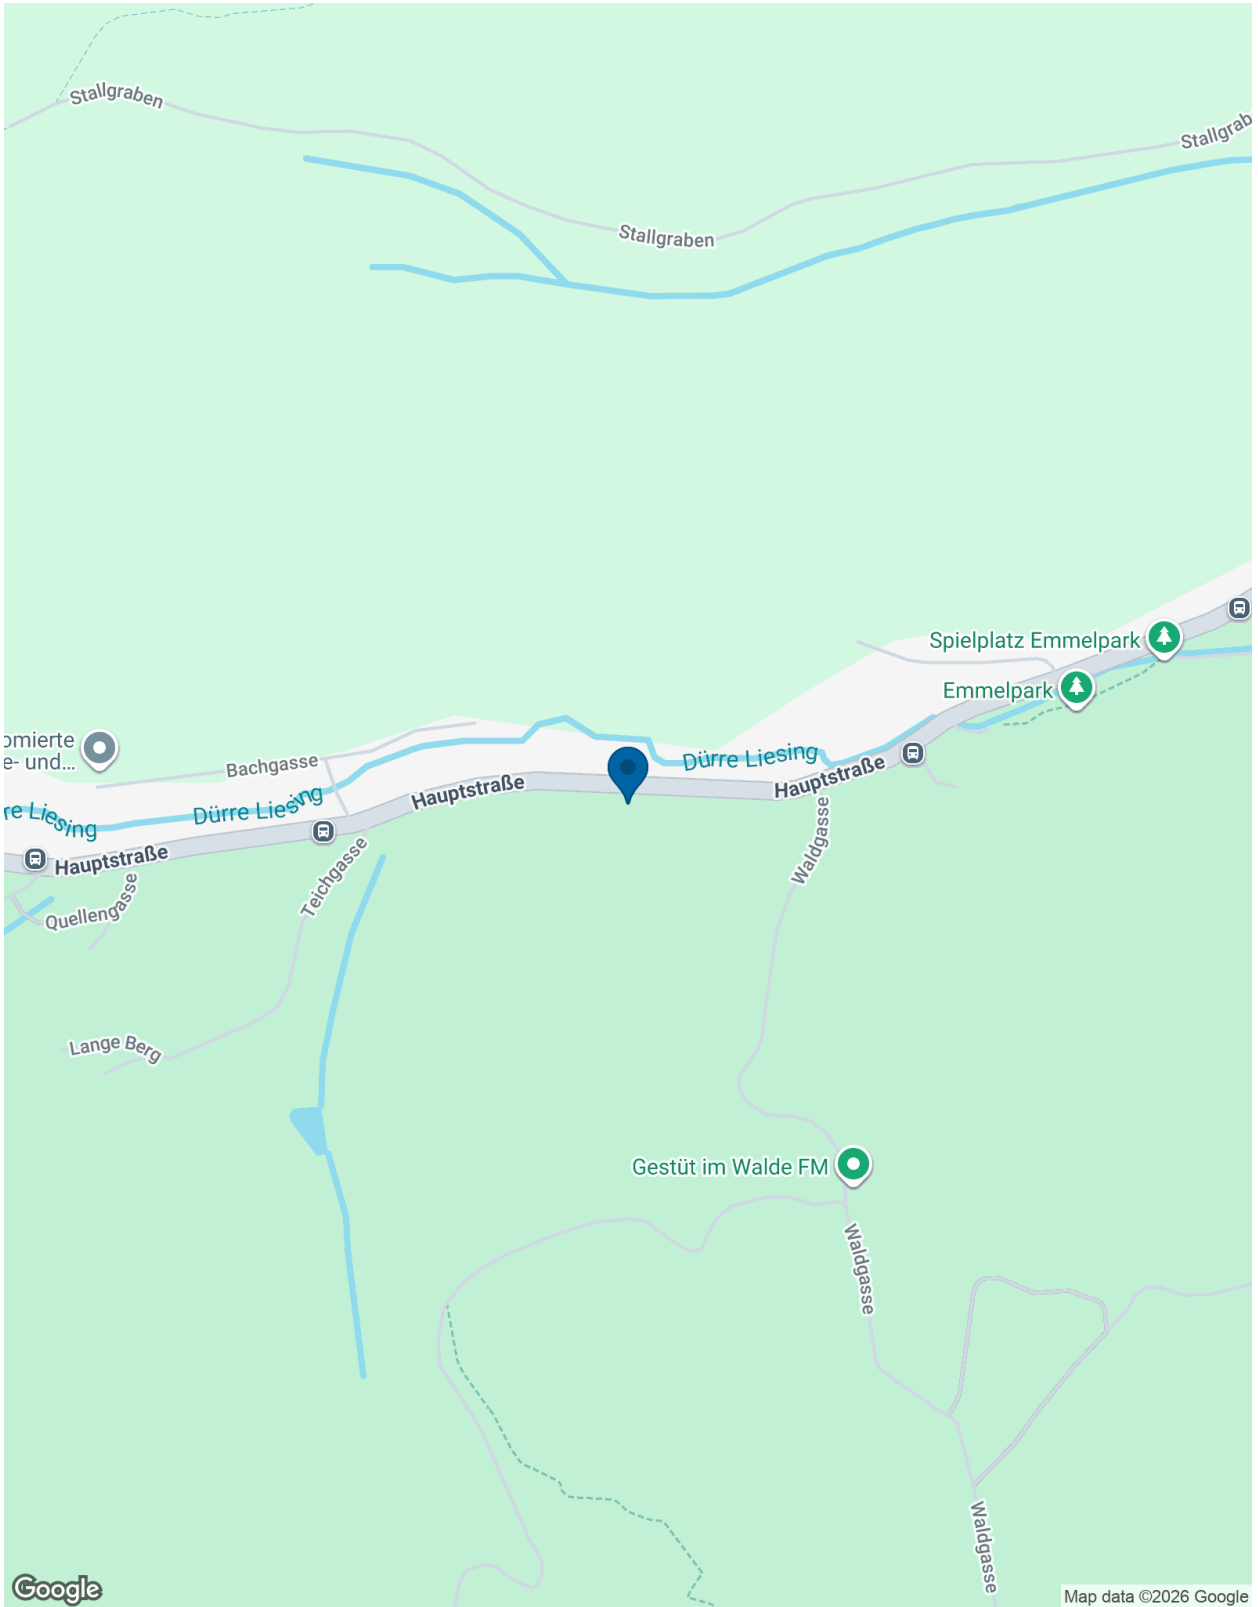 Stallgraben
Stallgrab
Stallgraben
Spielplatz Emmelpark
Emmelpark
omierte
e- und...
Bachgasse
Dürre Liesing
Hauptstraße
Hauptstraße
Dürre Liesing
re Liesing
Hauptstraße
Teichgasse
Waldgasse
Quellengasse
Lange Berg
Gestüt im Walde FM
Waldgasse
Waldgasse
Google
Map data ©2026 Google